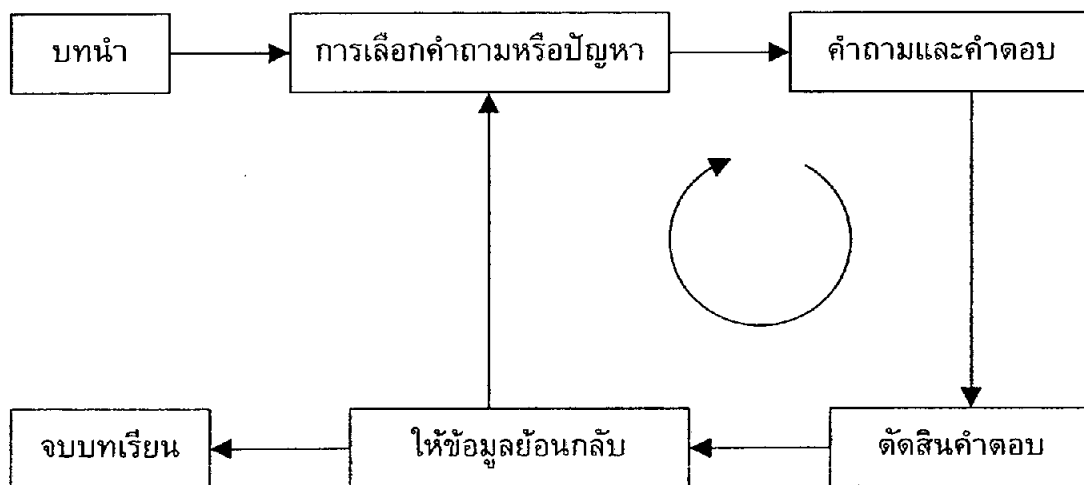 บทนำ
การเลือกคำถามหรือปัญหา
คำถามและคำตอบ
จบบทเรียน
ให้ข้อมูลย้อนกลับ
ตัดสินคำตอบ